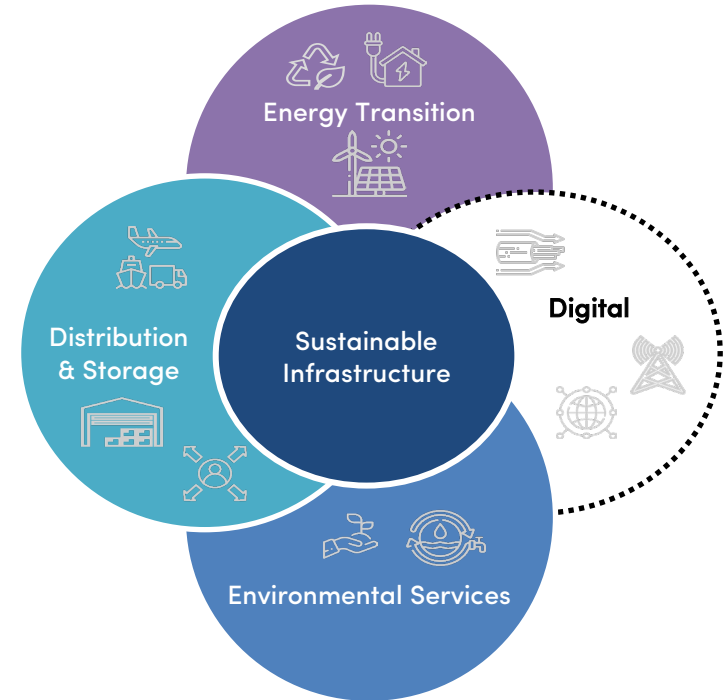 Energy Transition
Digital
Distribution
& Storage
Sustainable
Infrastructure
Environmental Services